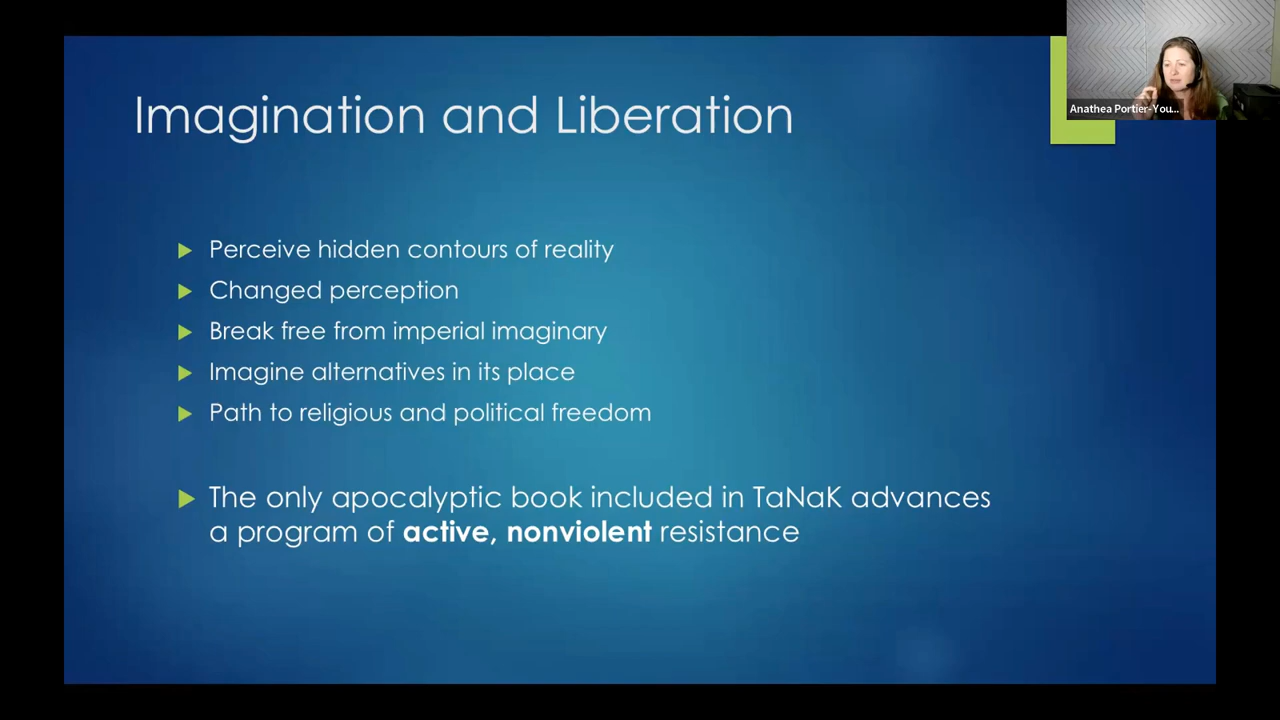 Anathea Portier-You...
Imagination and Liberation
Perceive hidden contours of reality
Changed perception
Break free from imperial imaginary
Imagine alternatives in its place
Path to religious and political freedom
The only apocalyptic book included in TaNaK advances
a program of active, nonviolent resistance